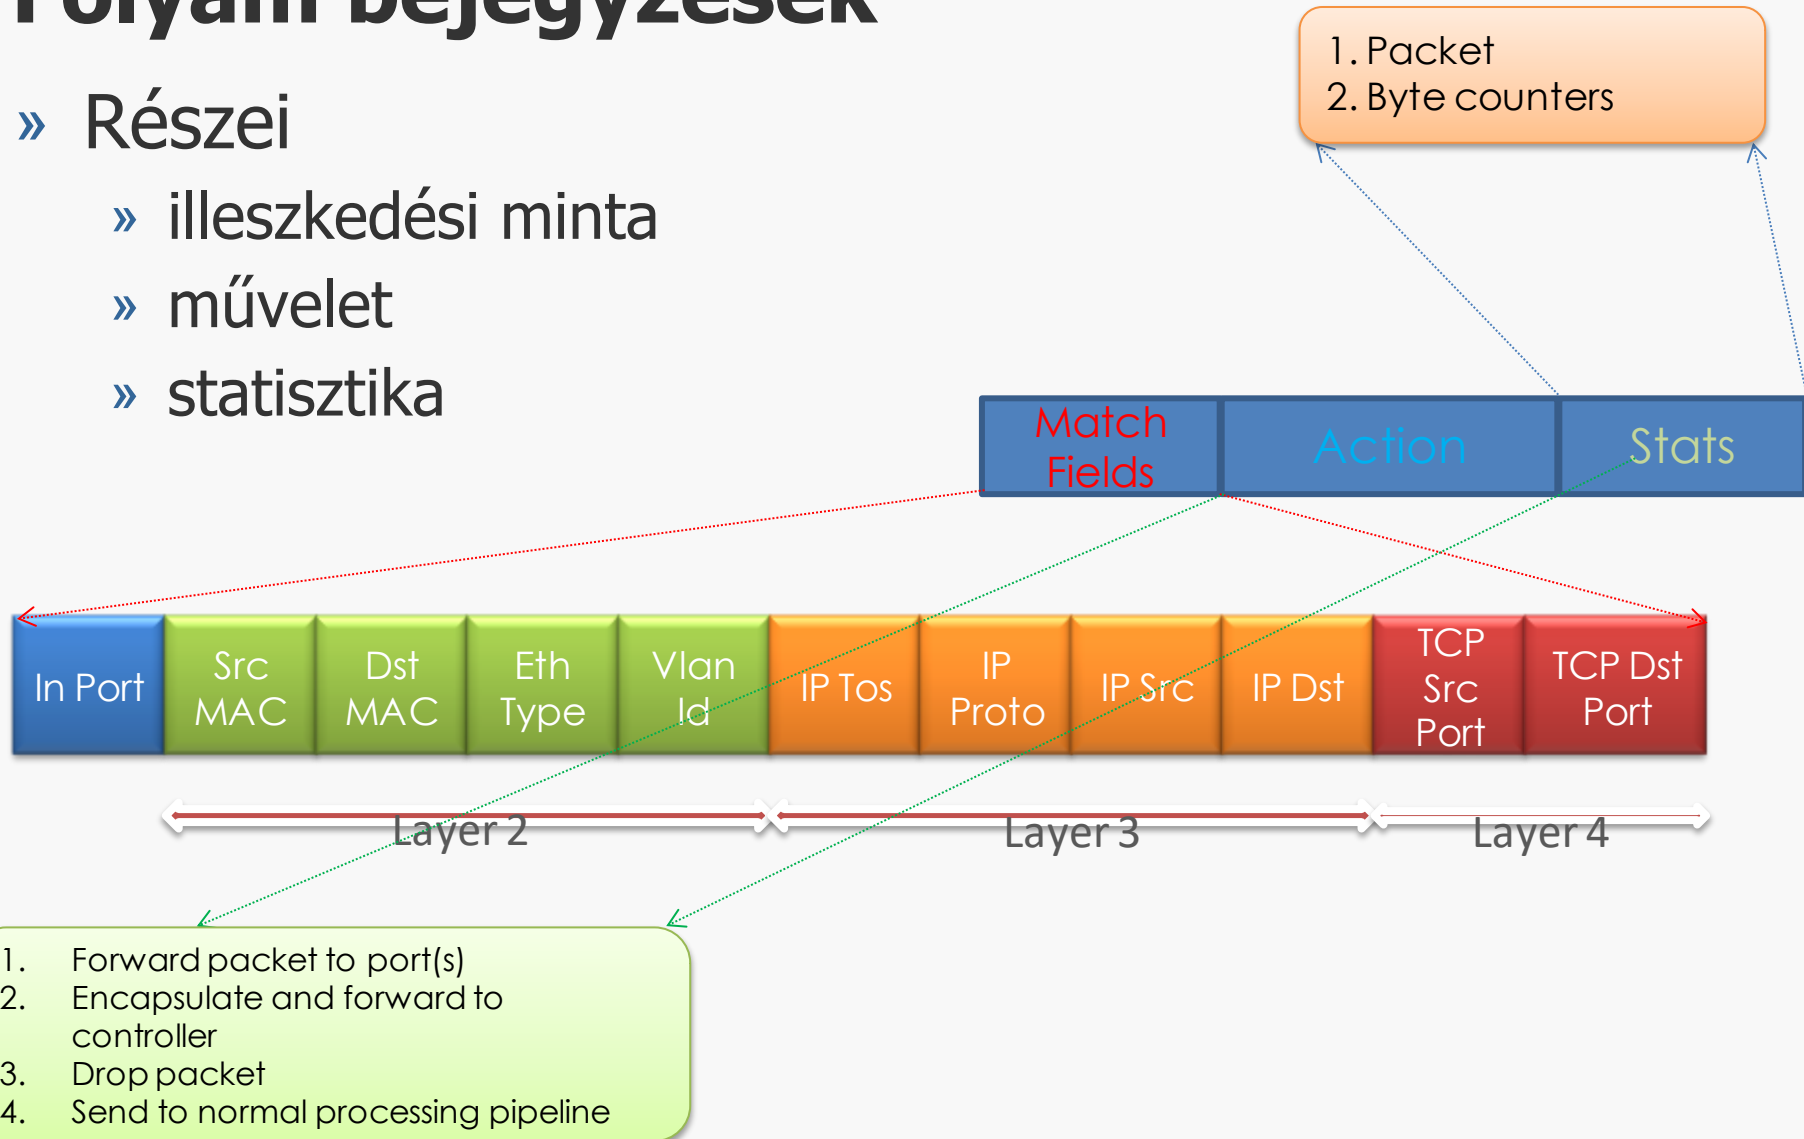 Folyam bejegyzések
» Részei
» illeszkedési minta
» művelet
» statisztika
1. Packet
2. Byte counters
Match
Fields
Action
Stats
In Port
Src
MAC
Dst
MAC
Eth
Type
Vlan
Id
IP Tos
IP
Proto
IP Src
IP Dst
TCP
Src
Port
TCP Dst
Port
Layer 2
Layer 3
Layer 4
1. Forward packet to port(s)
2. Encapsulate and forward to
controller
3. Drop packet
4. Send to normal processing pipeline